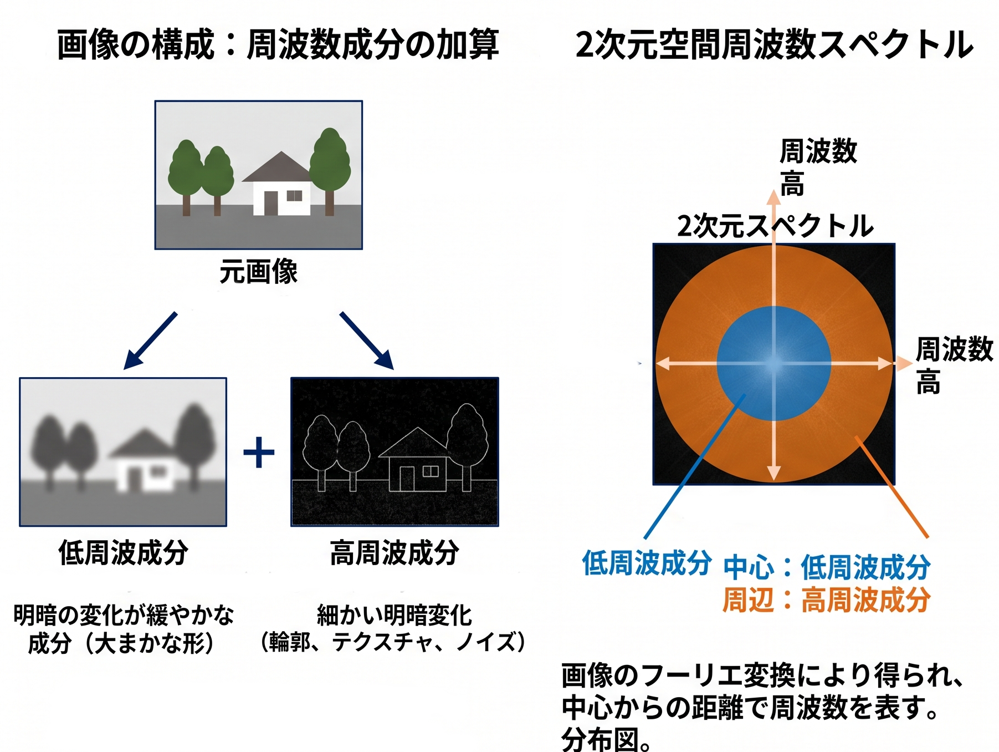 画像の構成：周波数成分の加算
元画像
+
低周波成分
高周波成分
明暗の変化が緩やかな
成分（大まかな形）
細かい明暗変化
（輪郭、テクスチャ、ノイズ）
2次元空間周波数スペクトル
周波数
高
2次元スペクトル
周波数
高
低周波成分
中心：低周波成分
周辺：高周波成分
画像のフーリエ変換により得られ、
中心からの距離で周波数を表す。
分布図。